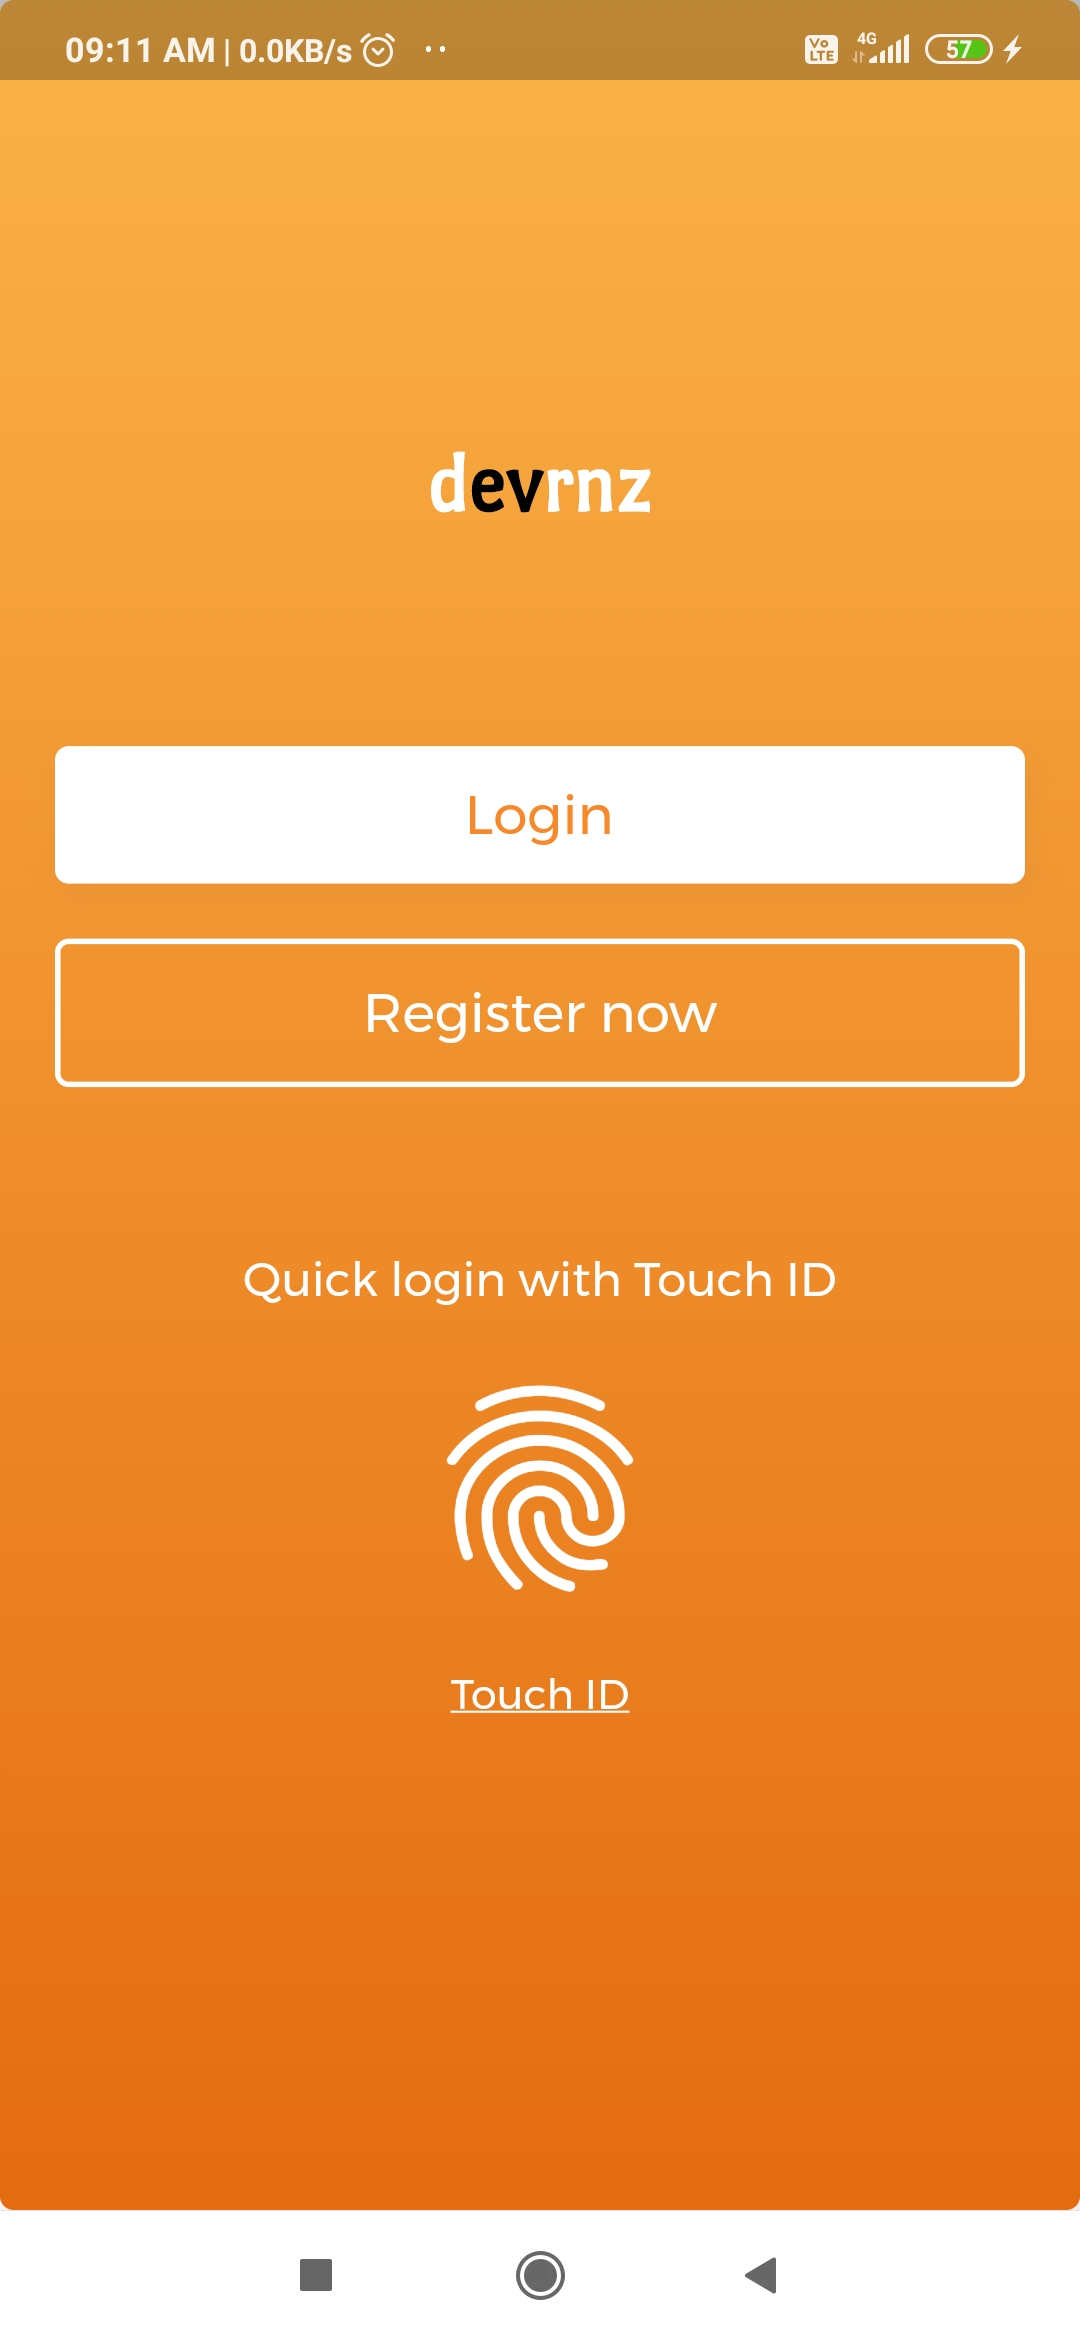 09:11 AM | 0.0KB/s
Vo LTE 4G 57
devrnz
Login
Register now
Quick login with Touch ID
Touch ID